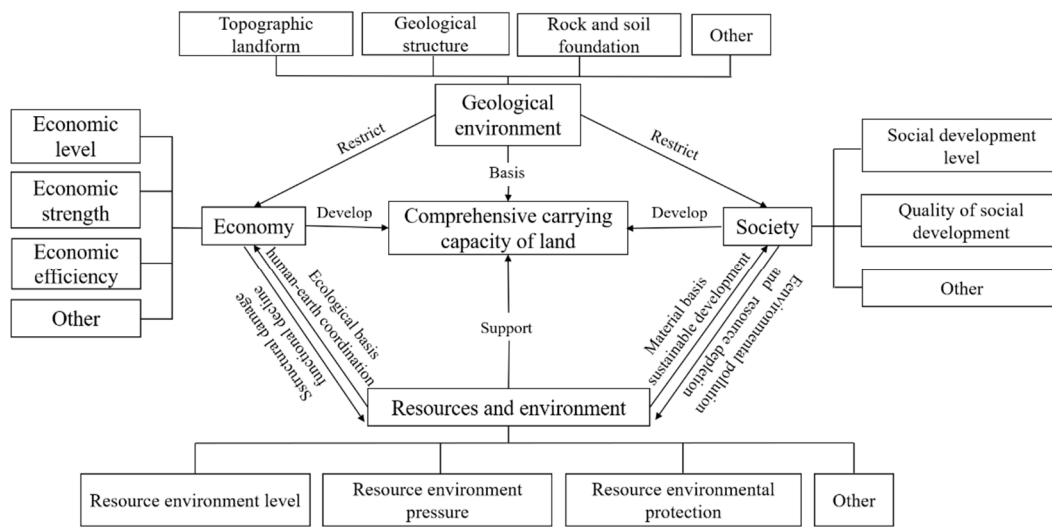 Topographic
landform
Geological
structure
Rock and soil
foundation
Other
Geological
environment
Restrict
Restrict
Basis
Economic
level
Economic
strength
Economic
efficiency
Other
Economy
Develop
Comprehensive carrying
capacity of land
Develop
Society
Social development
level
Quality of social
development
Other
Ecological basis
human-earth coordination
Sstructural damage
functional decline
Support
Material basis
sustainable development
Eenvironmental pollution
and resource depletion
Resources and environment
Resource environment level
Resource environment
pressure
Resource environmental
protection
Other